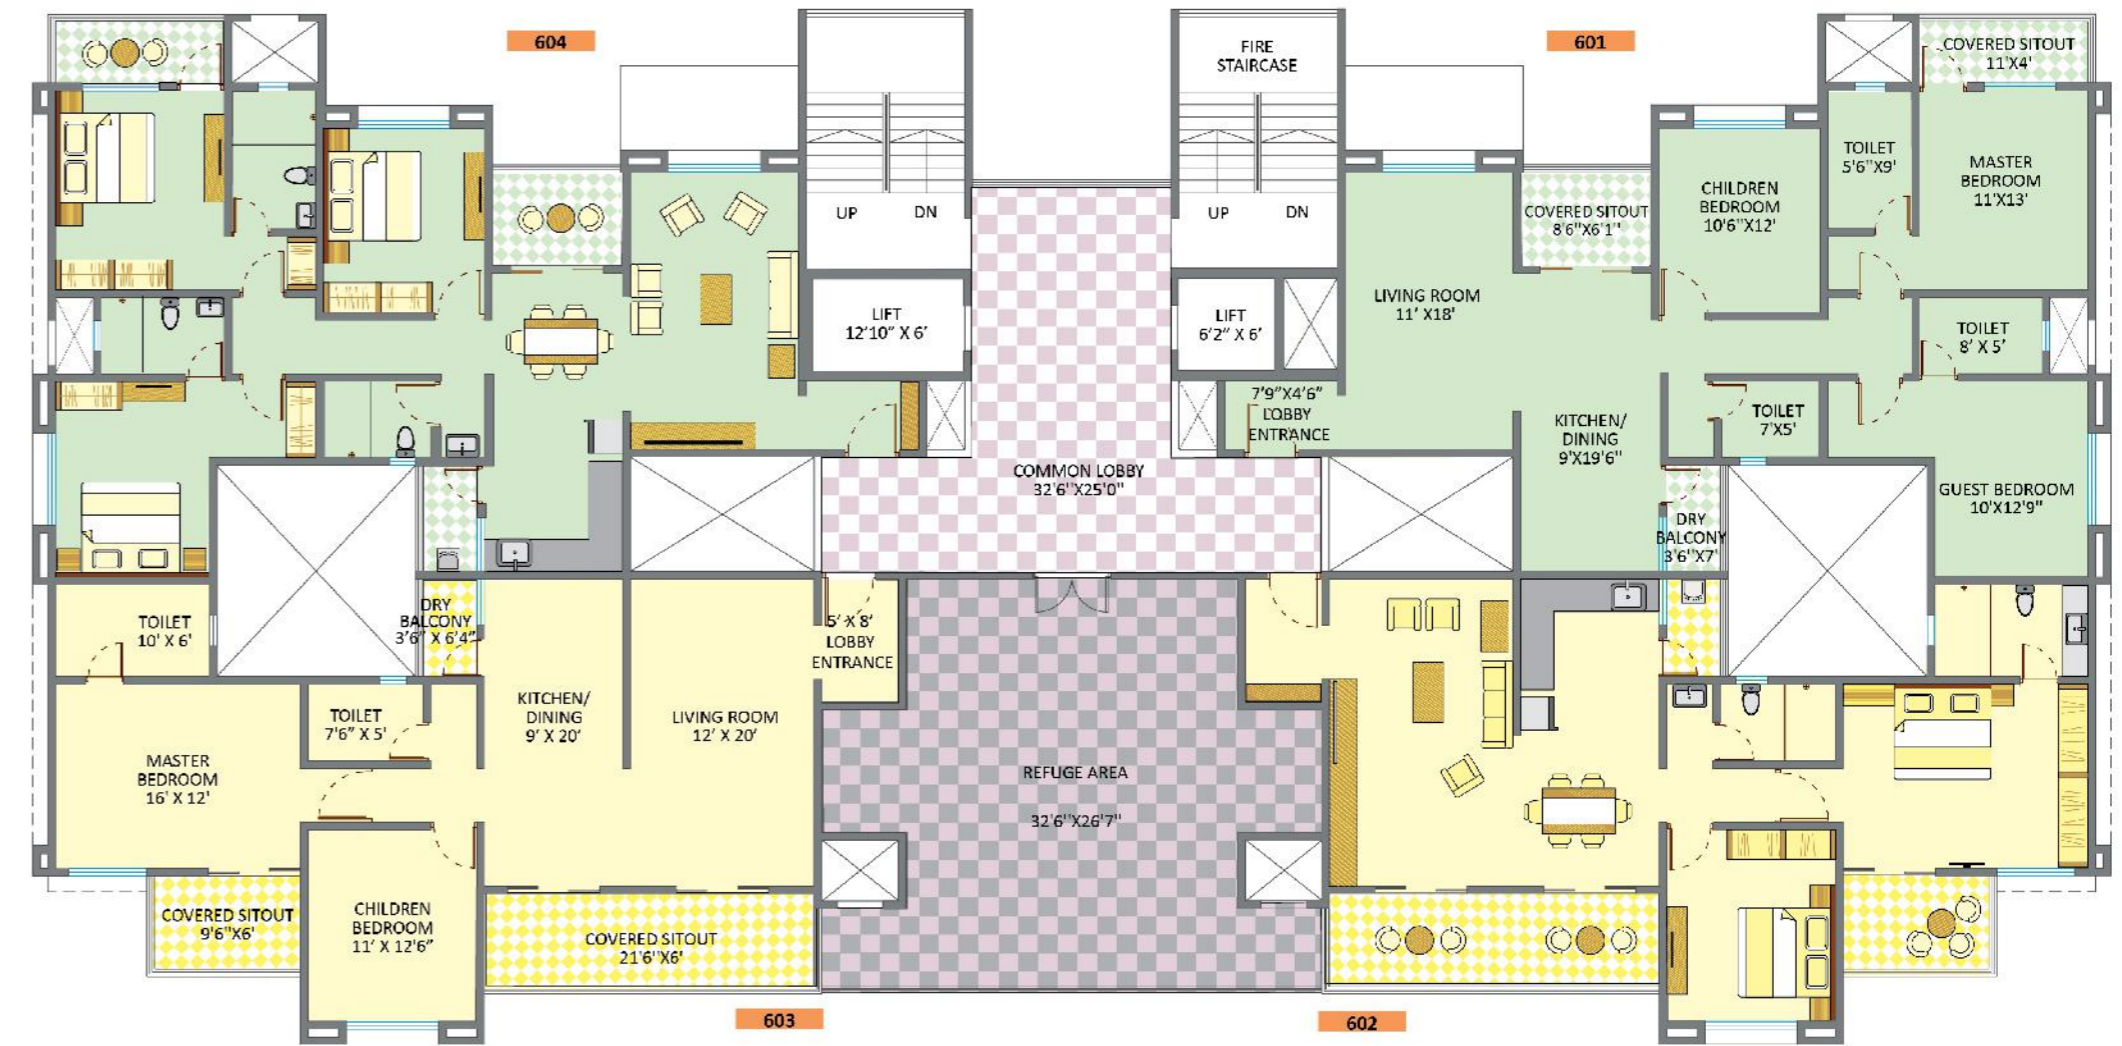 604
601
FIRE
STAIRCASE
COVERED SITOUT
11'X4'
TOILET
5'6"X9'
MASTER
BEDROOM
11'X13'
CHILDREN
BEDROOM
10'6"X12'
COVERED SITOUT
8'6"X6'1"
UP
DN
UP
DN
LIFT
12'10" X 6'
LIFT
6'2" X 6'
LIVING ROOM
11' X18'
TOILET
8' X 5'
7'9"X4'6"
LOBBY
ENTRANCE
KITCHEN/
DINING
9'X19'6"
TOILET
7'X5'
COMMON LOBBY
32'6"X25'0"
GUEST BEDROOM
10'X12'9"
DRY
BALCONY
3'6"X7'
TOILET
10' X 6'
DRY
BALCONY
3'6" X 6'4"
5' X 8'
LOBBY
ENTRANCE
KITCHEN/
DINING
9' X 20'
LIVING ROOM
12' X 20'
TOILET
7'6" X 5'
MASTER
BEDROOM
16' X 12'
REFUGE AREA
32'6"X26'7"
COVERED SITOUT
9'6"X6'
CHILDREN
BEDROOM
11' X 12'6"
COVERED SITOUT
21'6"X6'
603
602